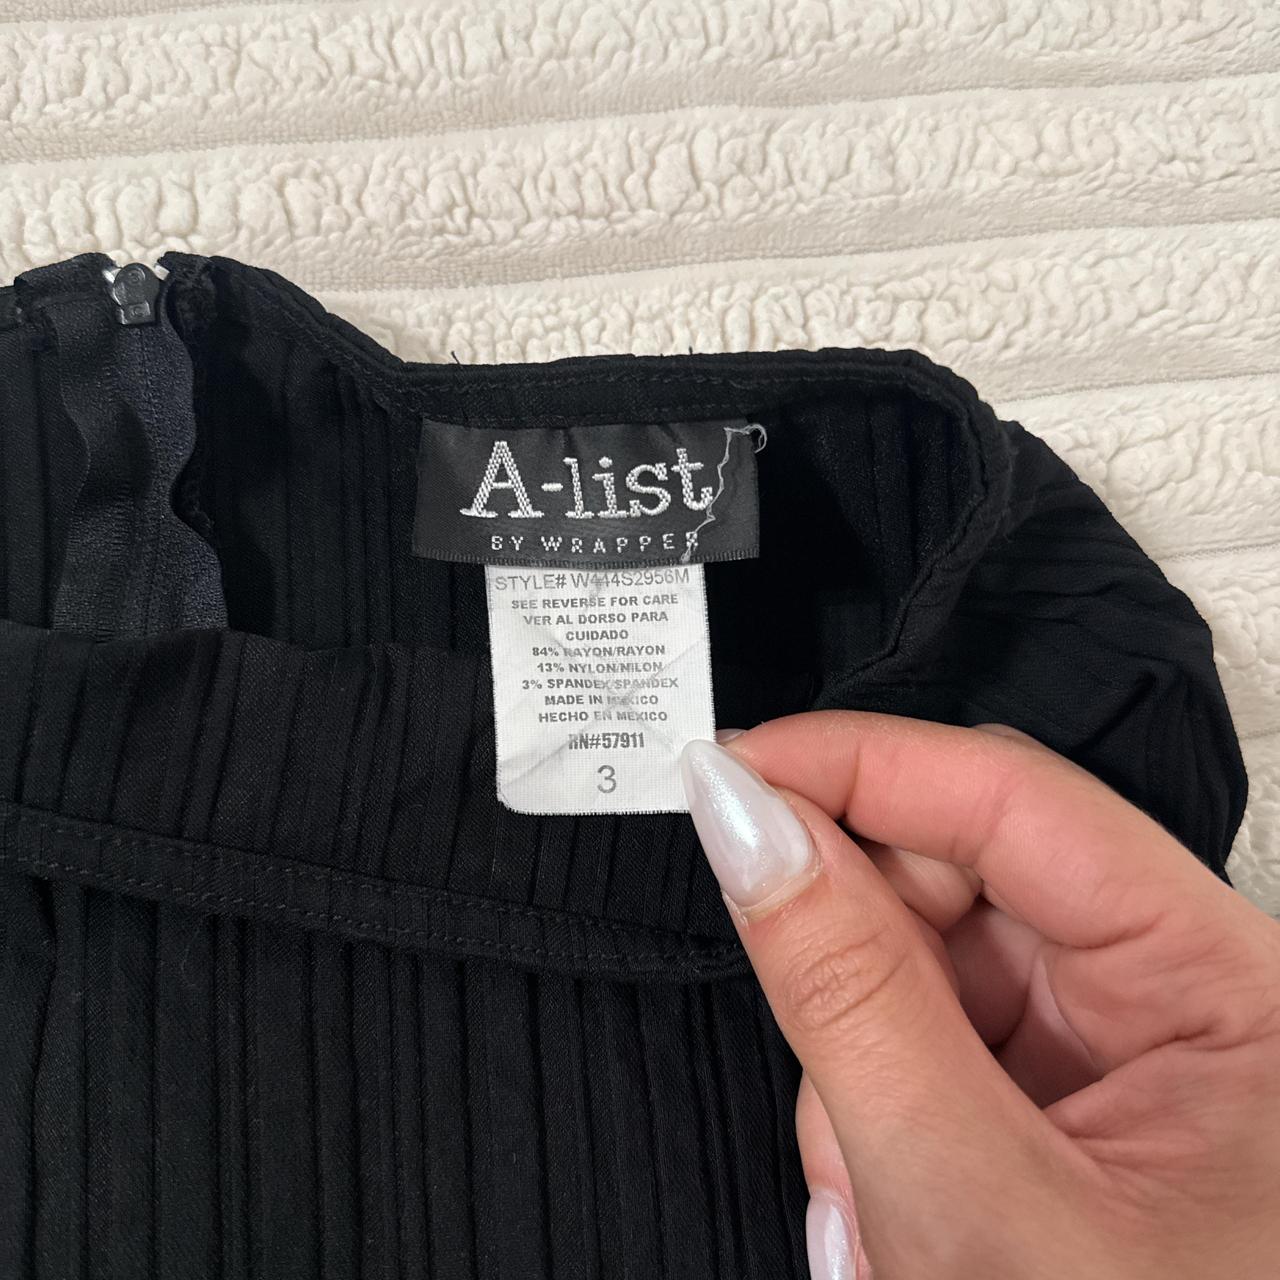 A-list
BY WRAPPER
STYLE# W444S2956M
SEE REVERSE FOR CARE
VER AL DORSO PARA
CUIDADO
84% RAYON/RAYON
13% NYLON/NILON
3% SPANDEX/SPANDEX
MADE IN MEXICO
HECHO EN MEXICO
RN#57911
3